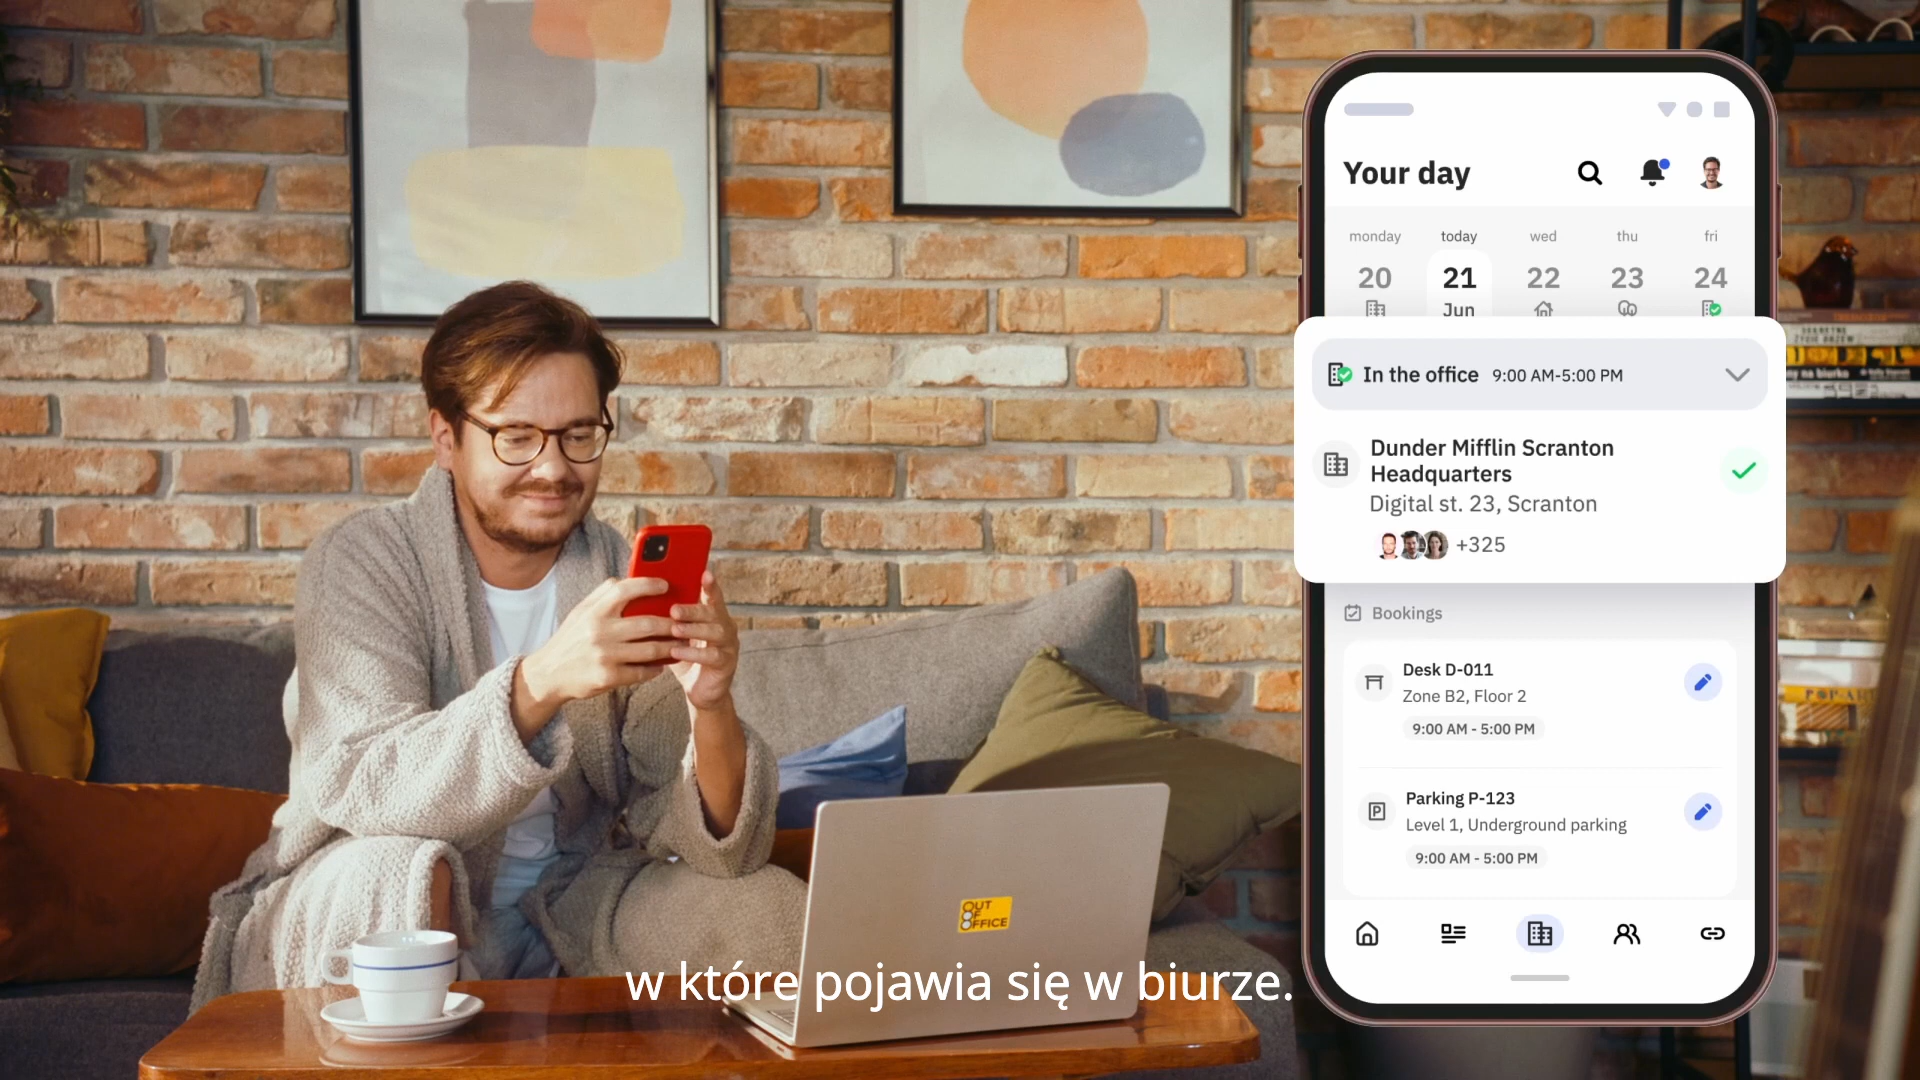 Your day
monday today wed thu fri
20 21 22 23 24
Jun
In the office 9:00 AM-5:00 PM
Dunder Mifflin Scranton
Headquarters
Digital st. 23, Scranton
+325
Bookings
Desk D-011
Zone B2, Floor 2
9:00 AM - 5:00 PM
Parking P-123
Level 1, Underground parking
9:00 AM - 5:00 PM
OUT
OF
OFFICE
w które pojawia się w biurze.